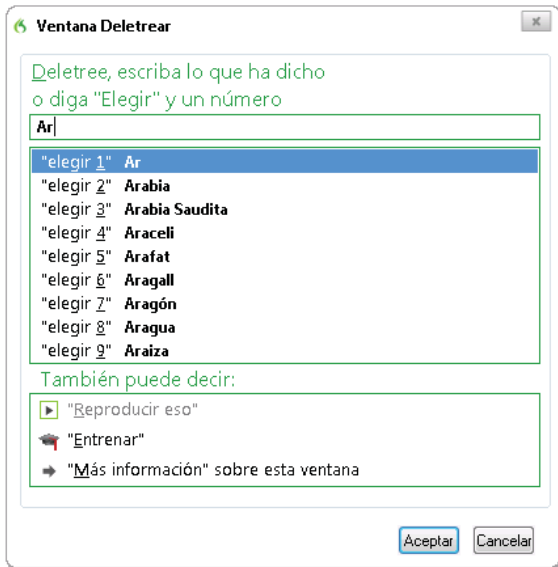 Ventana Deletrear
Deletree, escriba lo que ha dicho
o diga "Elegir" y un número
Ar
"elegir 1" Ar
"elegir 2" Arabia
"elegir 3" Arabia Saudita
"elegir 4" Araceli
"elegir 5" Arafat
"elegir 6" Aragall
"elegir 7" Aragón
"elegir 8" Aragua
"elegir 9" Araiza
También puede decir:
"Reproducir eso"
"Entrenar"
"Más información" sobre esta ventana
Aceptar Cancelar